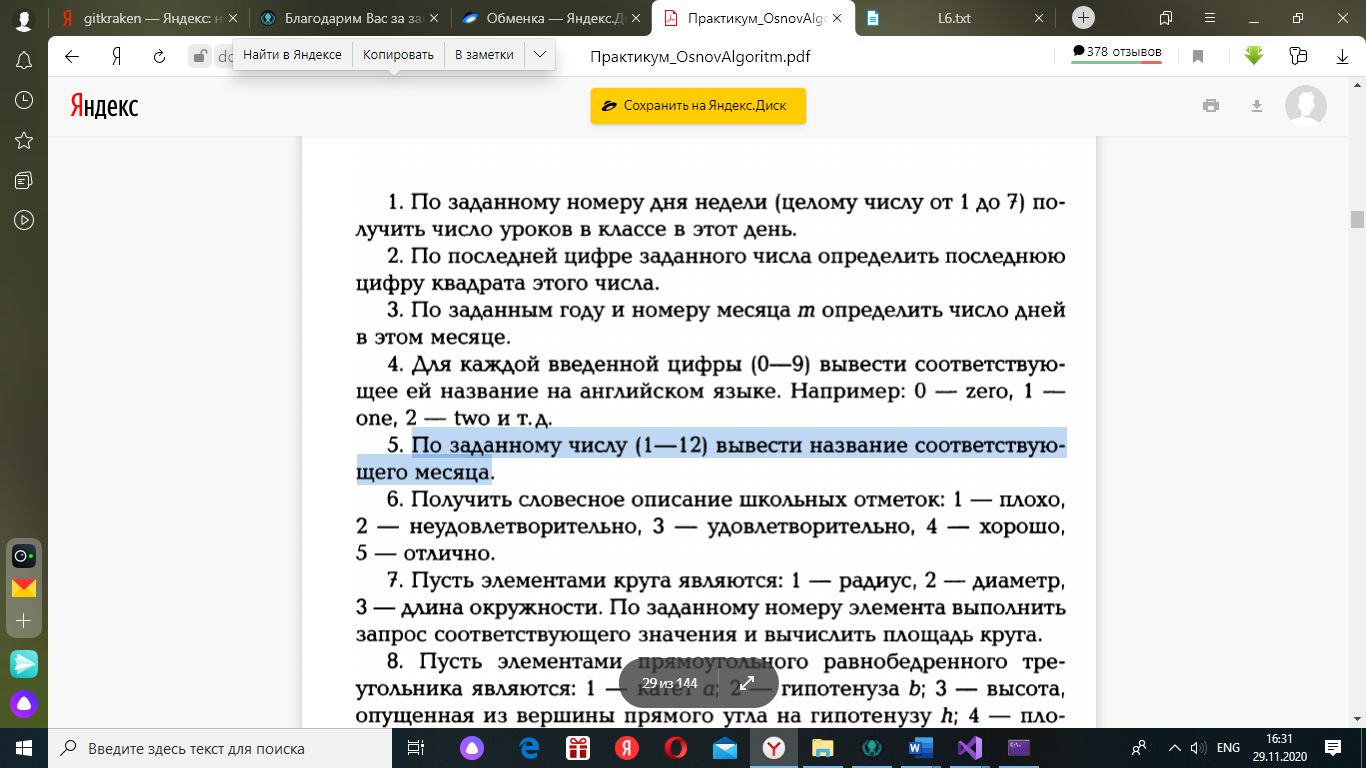 gitkraken — Яндекс: н
Благодарим Вас за за
Обменка — Яндекс.Д
Практикум_OsnovAlgo
L6.txt
Найти в Яндексе
Копировать
В заметки
Практикум_OsnovAlgoritm.pdf
378 отзывов
Яндекс
Сохранить на Яндекс.Диск
1. По заданному номеру дня недели (целому числу от 1 до 7) по-
лучить число уроков в классе в этот день.
2. По последней цифре заданного числа определить последнюю
цифру квадрата этого числа.
3. По заданным году и номеру месяца m определить число дней
в этом месяце.
4. Для каждой введенной цифры (0—9) вывести соответствую-
щее ей название на английском языке. Например: 0 — zero, 1 —
one, 2 — two и т.д.
5. По заданному числу (1—12) вывести название соответствую-
щего месяца.
6. Получить словесное описание школьных отметок: 1 — плохо,
2 — неудовлетворительно, 3 — удовлетворительно, 4 — хорошо,
5 — отлично.
7. Пусть элементами круга являются: 1 — радиус, 2 — диаметр,
3 — длина окружности. По заданному номеру элемента выполнить
запрос соответствующего значения и вычислить площадь круга.
8. Пусть элементами прямоугольного равнобедренного тре-
угольника являются: 1 — катет a; 2 — гипотенуза b; 3 — высота,
опущенная из вершины прямого угла на гипотенузу h; 4 — пло-
29 из 144
Введите здесь текст для поиска
ENG
16:31
29.11.2020